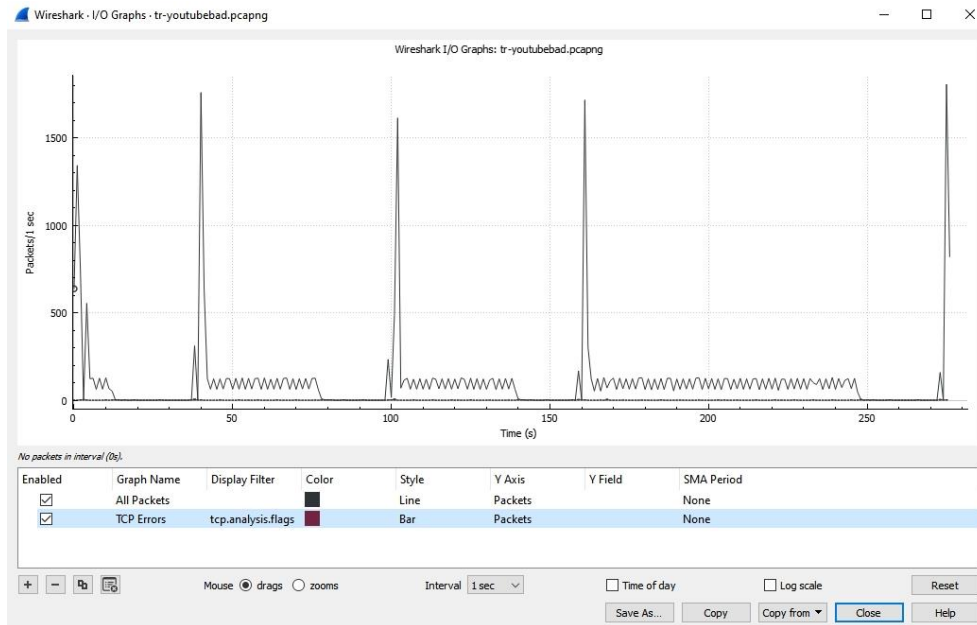 Wireshark · I/O Graphs · tr-youtubebad.pcapng
Wireshark I/O Graphs: tr-youtubebad.pcapng
Packets/1 sec
1500
1000
500
0
0 50 100 150 200 250
Time (s)
No packets in interval (0s).
Enabled Graph Name Display Filter Color Style Y Axis Y Field SMA Period
All Packets Line Packets None
TCP Errors tcp.analysis.flags Bar Packets None
Mouse drags zooms Interval 1 sec Time of day Log scale Reset
Save As... Copy Copy from Close Help